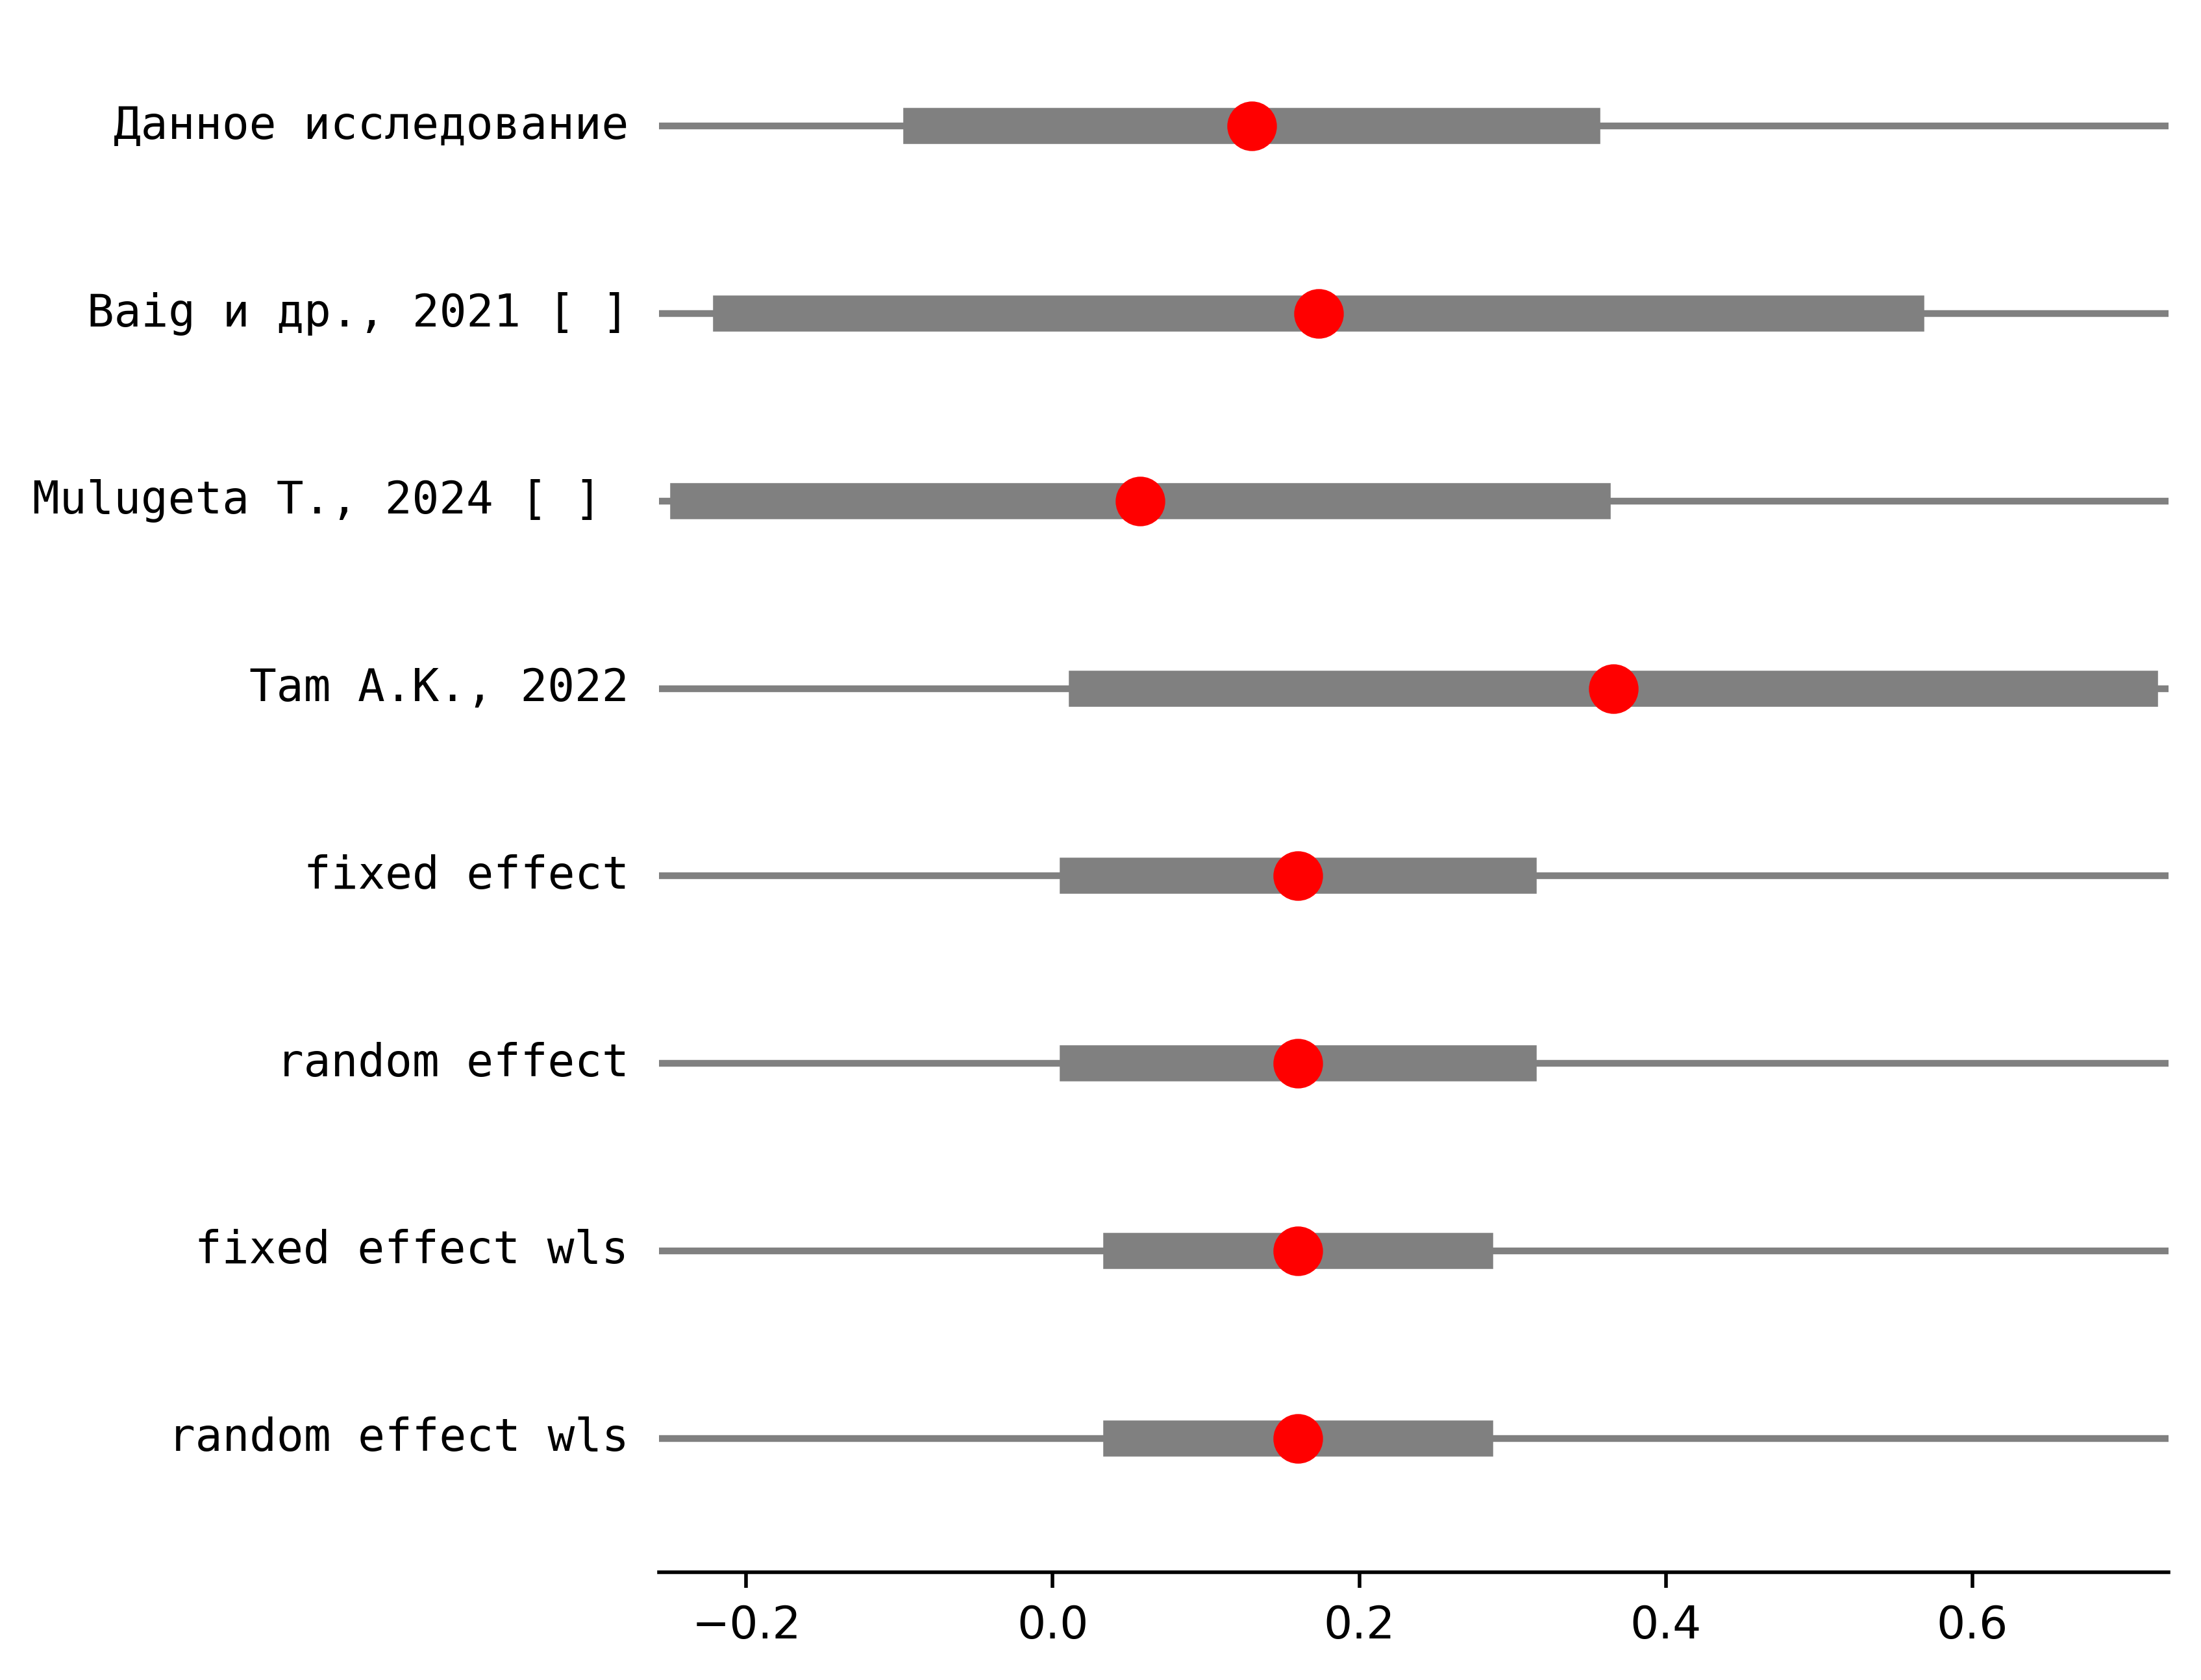 Данное исследование
Baig и др., 2021 [ ]
Mulugeta T., 2024 [ ]
Tam A.K., 2022
fixed effect
random effect
fixed effect wls
random effect wls
−0.2 0.0 0.2 0.4 0.6